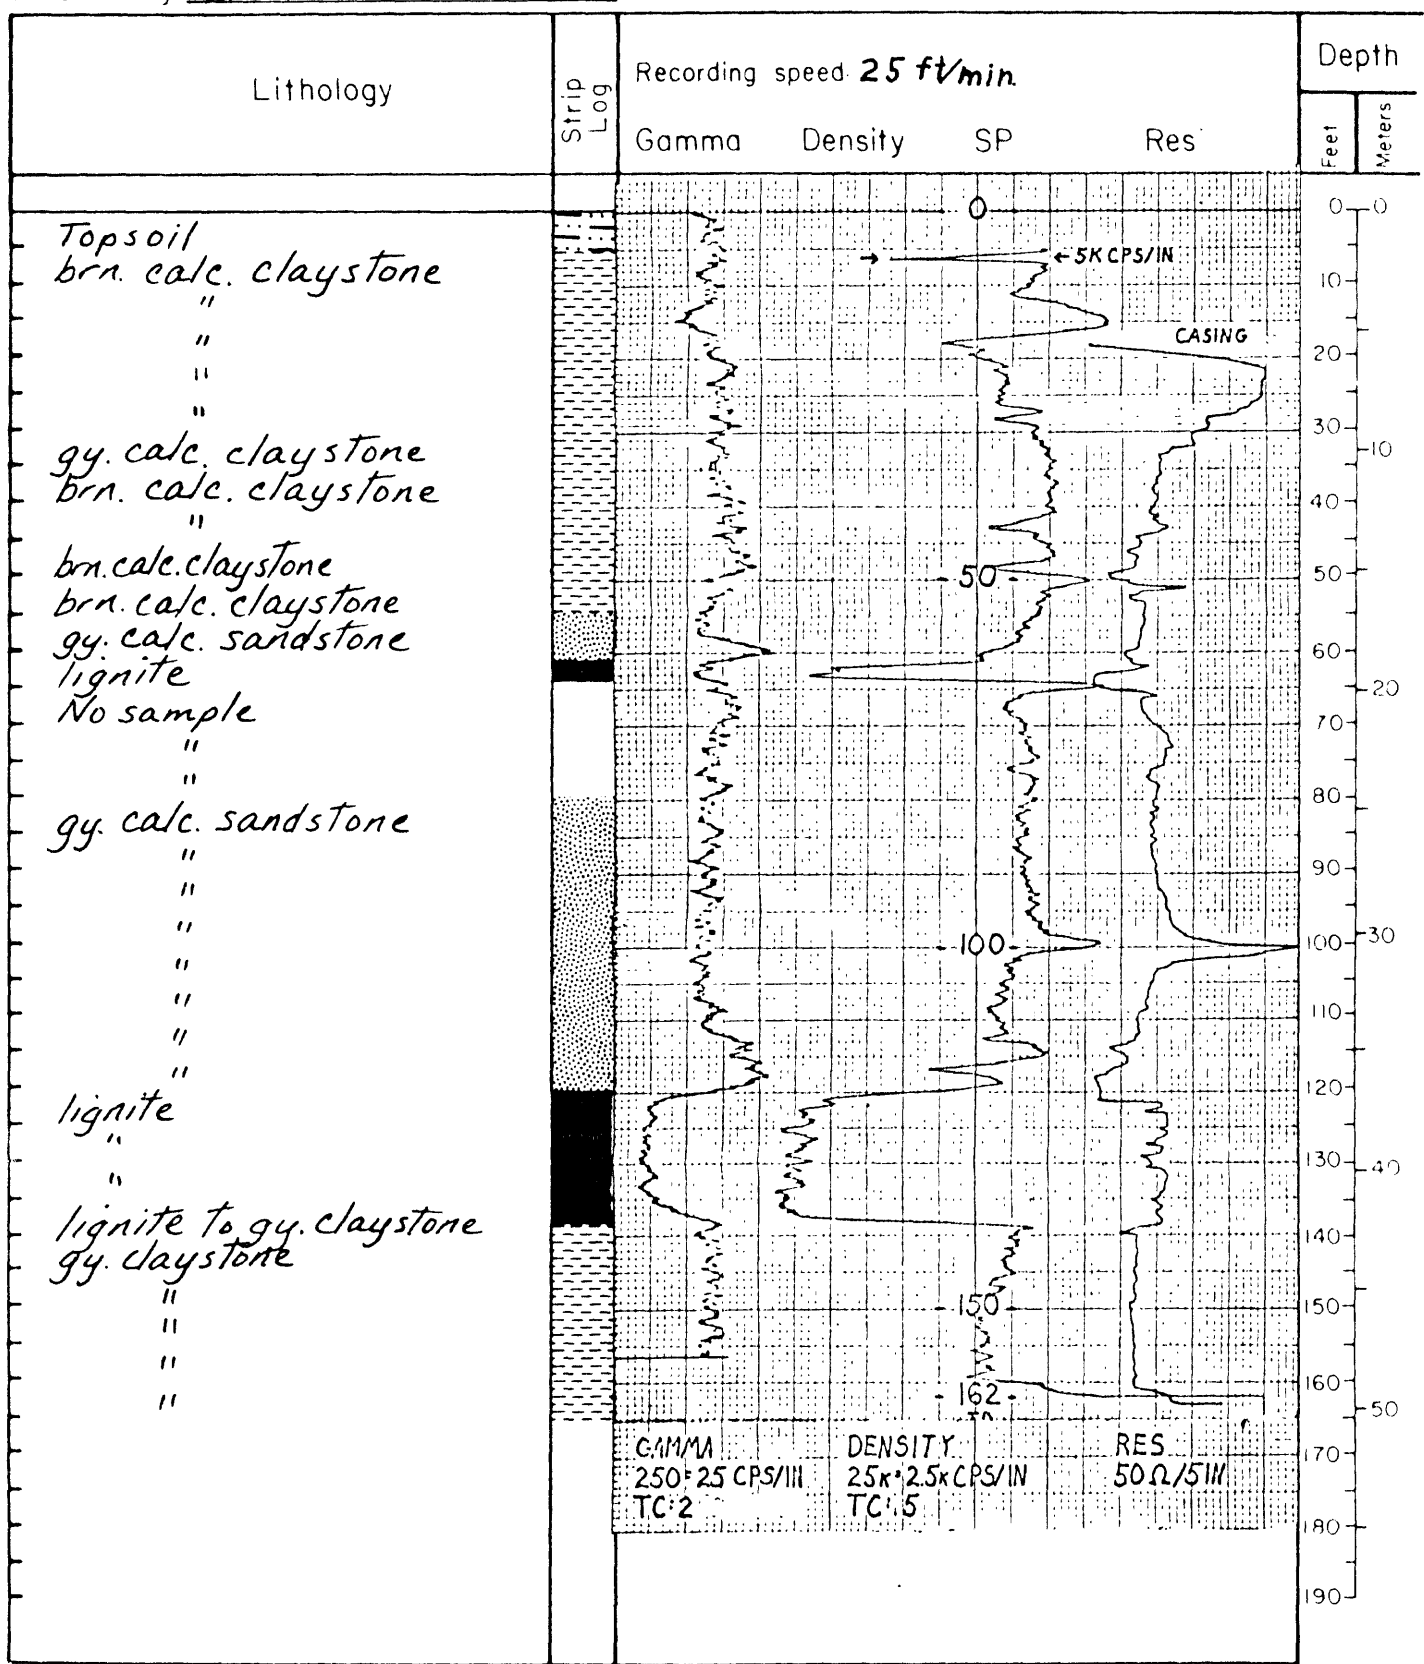 Lithology
Strip Log
Recording speed 25 ft/min.
Gamma Density SP Res
Depth
Feet
Meters
Topsoil
brn. calc. claystone
"
"
"
"
gy. calc. claystone
brn. calc. claystone
"
brn. calc. claystone
brn. calc. claystone
gy. calc. sandstone
lignite
No sample
"
"
gy. calc. sandstone
"
"
"
"
"
"
"
lignite
"
"
lignite to gy. claystone
gy. claystone
"
"
"
"
0
→ ← 5K CPS/IN
CASING
50
100
150
162
GAMMA
250=25 CPS/IN
TC:2
DENSITY
25K=2.5K CPS/IN
TC:.5
RES
50Ω/5IN
0
10
20
30
40
50
60
70
80
90
100
110
120
130
140
150
160
170
180
190
0
10
20
30
40
50